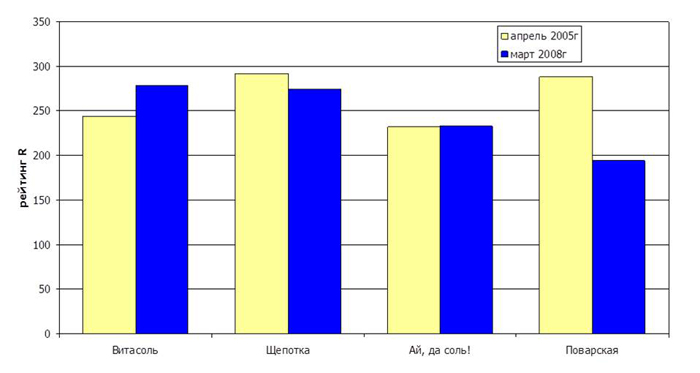 350
300
250
200
150
100
50
0
рейтинг R
апрель 2005г
март 2008г
Витасоль
Щепотка
Ай, да соль!
Поварская